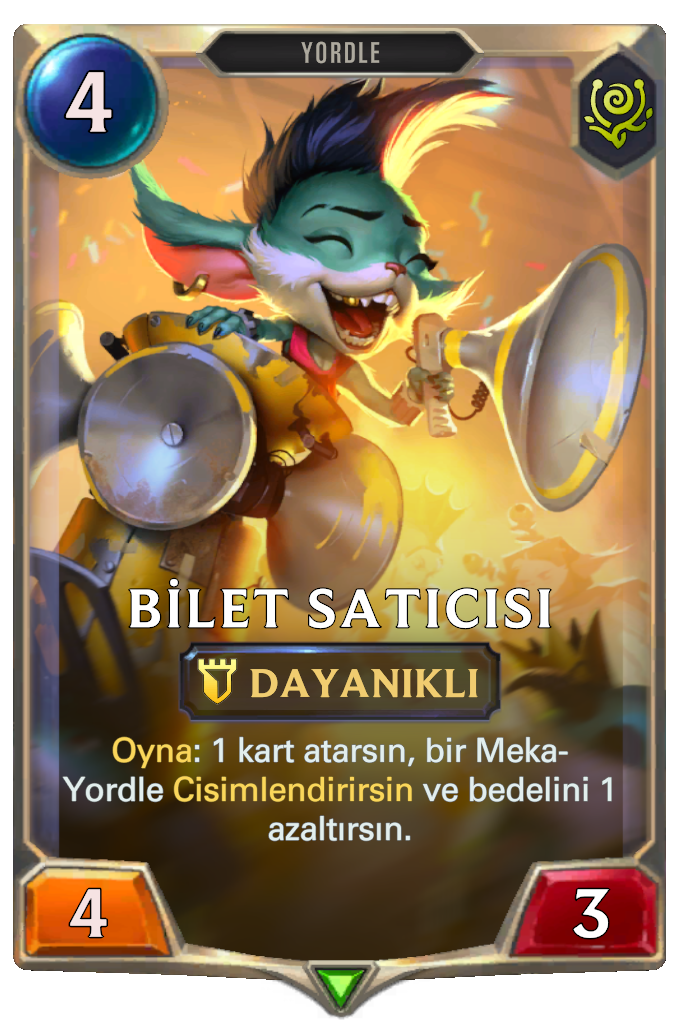 YORDLE
4
BİLET SATICISI
DAYANIKLI
Oyna: 1 kart atarsın, bir Meka-
Yordle Cisimlendirirsin ve bedelini 1
azaltırsın.
4
3